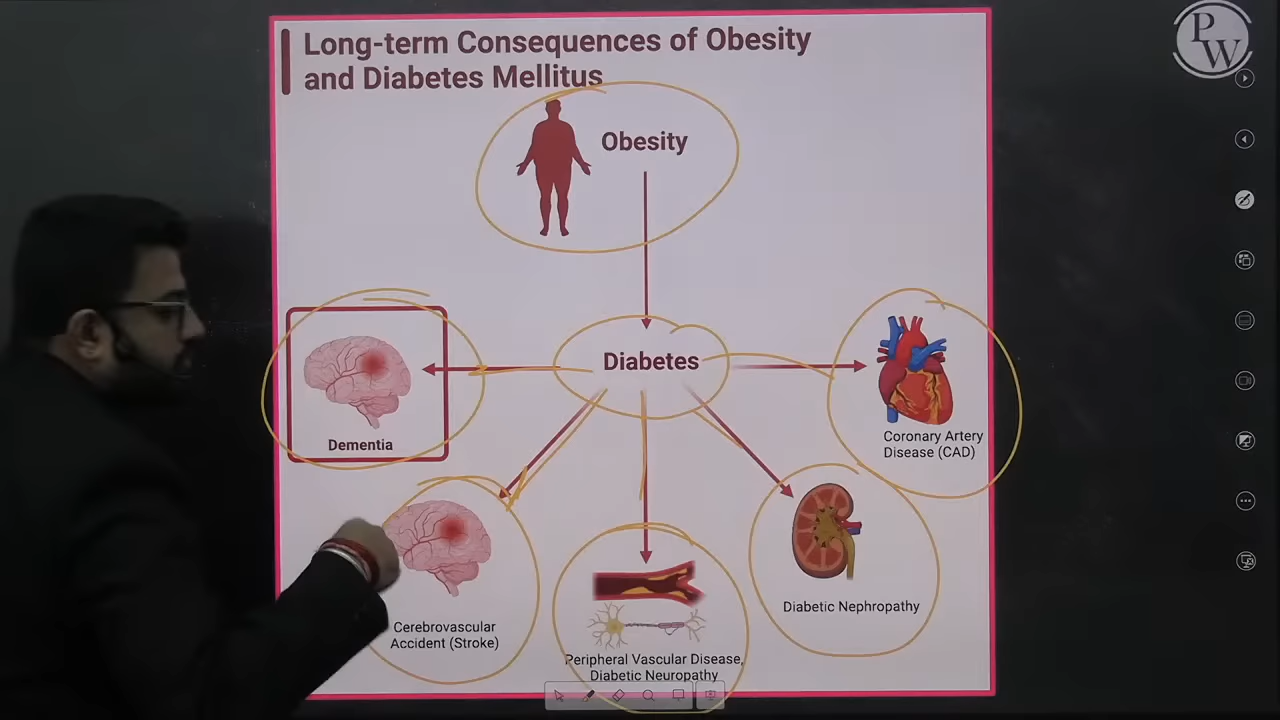 Long-term Consequences of Obesity
and Diabetes Mellitus
PW
Obesity
Diabetes
Dementia
Coronary Artery
Disease (CAD)
Cerebrovascular
Accident (Stroke)
Peripheral Vascular Disease,
Diabetic Neuropathy
Diabetic Nephropathy